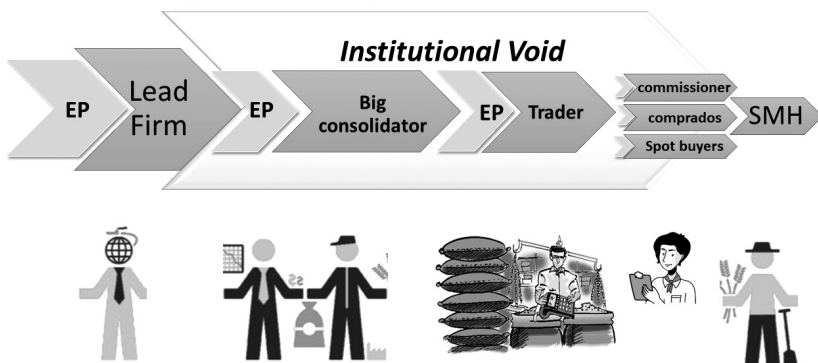 Institutional Void
EP
Lead
Firm
EP
Big
consolidator
EP
Trader
commissioner
comprados
Spot buyers
SMH